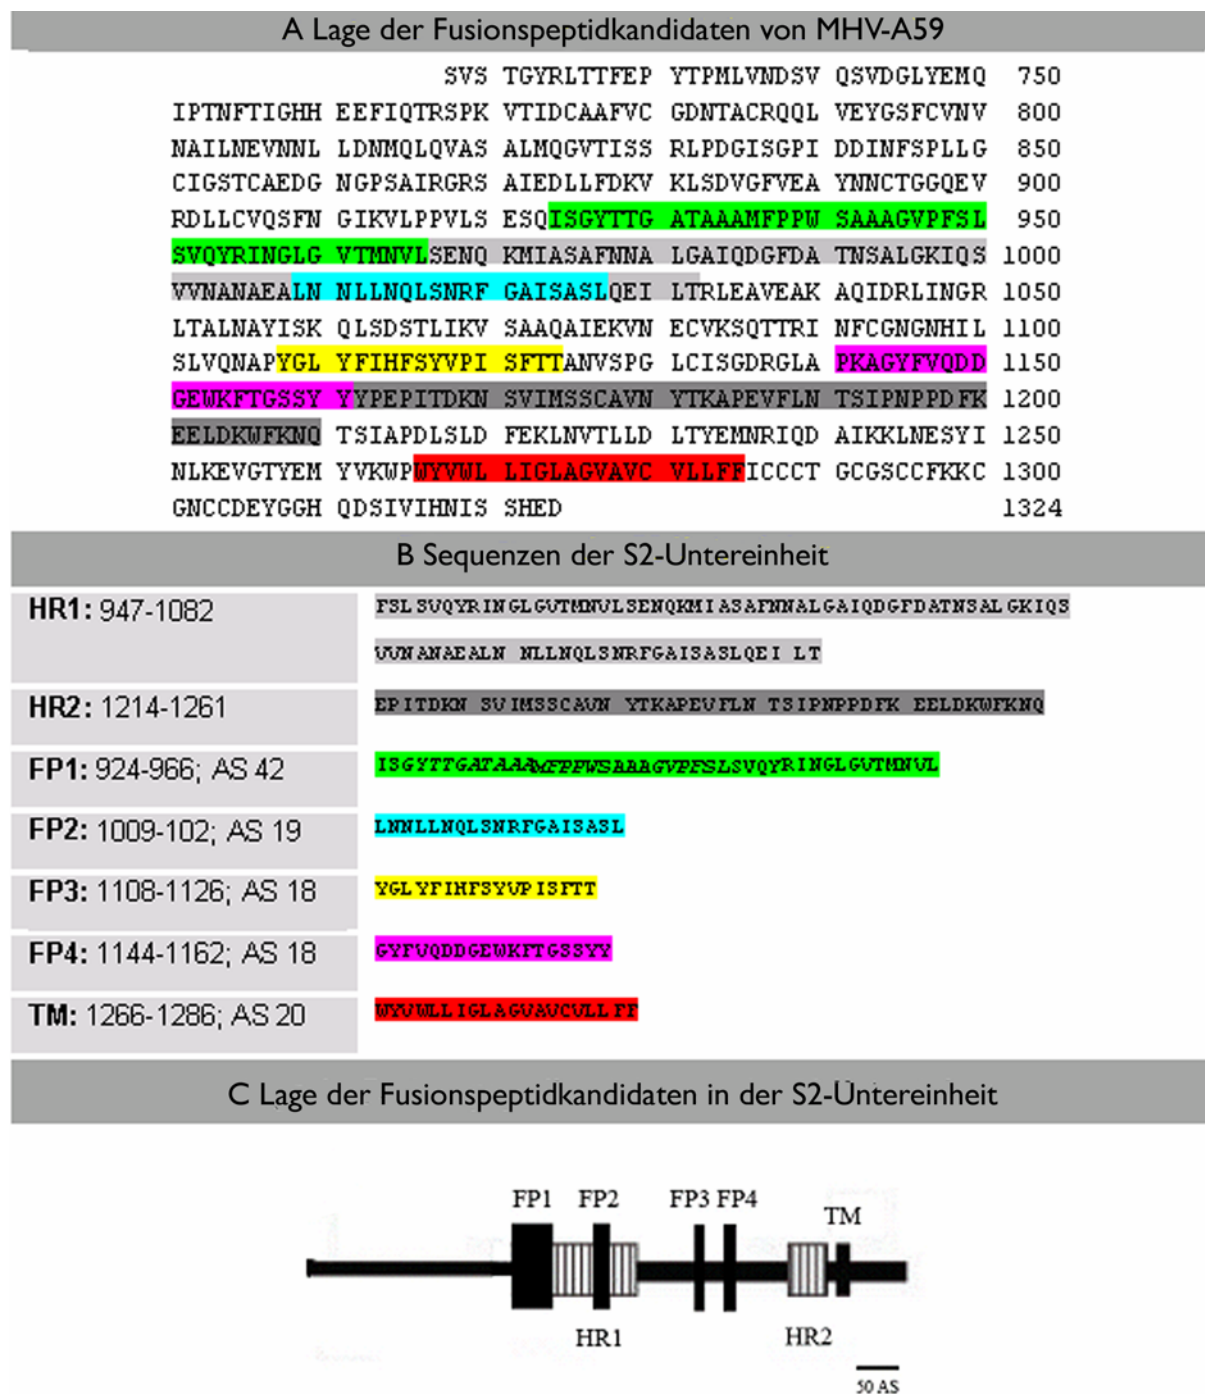 A Lage der Fusionspeptidkandidaten von MHV-A59
SVS TGYRLTTFEP YTPMLVNDSV QSVDGLYEMQ 750
IPTNFTIGHH EEFIQTRSPK VTIDCAAFVC GDNTACRQQL VEYGSFCVNV 800
NAILNEVNNL LDNMQLQVAS ALMQGVTISS RLPDGISGPI DDINFSPLLG 850
CIGSTCAEDG NGPSAIRGRS AIEDLLFDKV KLSDVGFVEA YNNCTGGQEV 900
RDLLCVQSFN GIKVLPPVLS ESQISGYTTG ATAAAMFPPW SAAAGVPFSL 950
SVQYRINGLG VTMNVLSENQ KMIASAFNNA LGAIQDGFDA TNSALGKIQS 1000
VVNANAEALN NLLNQLSNRF GAISASLQEI LTRLEAVEAK AQIDRLINGR 1050
LTALNAYISK QLSDSTLIKV SAAQAIEKVN ECVKSQTTRI NFCGNGNHIL 1100
SLVQNAPYGL YFIHFSYVPI SFTTANVSPG LCISGDRGLA PKAGYFVQDD 1150
GEWKFTGSSYY YYPEPITDKN SVIMSSCAVN YTKAPEVFLN TSIPNPPDFK 1200
EELDKWFKNQ TSIAPDLSLD FEKLNVTLLD LTYEMNRIQD AIKKLNESYI 1250
NLKEVGTYEM YVKWPWYVWLL LIGLAGVAVC VLLFFICCCT GCGSCCFKKC 1300
GNCCDEYGGH QDSIVIHNIS SHED 1324
B Sequenzen der S2-Untereinheit
HR1: 947-1082 FSLSVQYRINGLGVTMNVLSENQKMIASAFNNALGAIQDGFDATNSALGKIQS
VVNANAEALN NLLNQLSNRFGAISASLQEI LT
HR2: 1214-1261 EPITDKN SVIMSSCAVN YTKAPEVFLN TSIPNPPDFK EELDKWFKNQ
FP1: 924-966; AS 42 ISGYTTGATAAAMFPPWSAAAGVPFSLSVQYRINGLGVTMNVL
FP2: 1009-102; AS 19 LNNLLNQLSNRFGAISASL
FP3: 1108-1126; AS 18 YGLYFIHFSYVPISFTT
FP4: 1144-1162; AS 18 GYFVQDDGEWKFTGSSYY
TM: 1266-1286; AS 20 WYVWLLIGLAGVAVCVLLFF
C Lage der Fusionspeptidkandidaten in der S2-Untereinheit
FP1 FP2 FP3 FP4 TM
HR1 HR2
50 AS